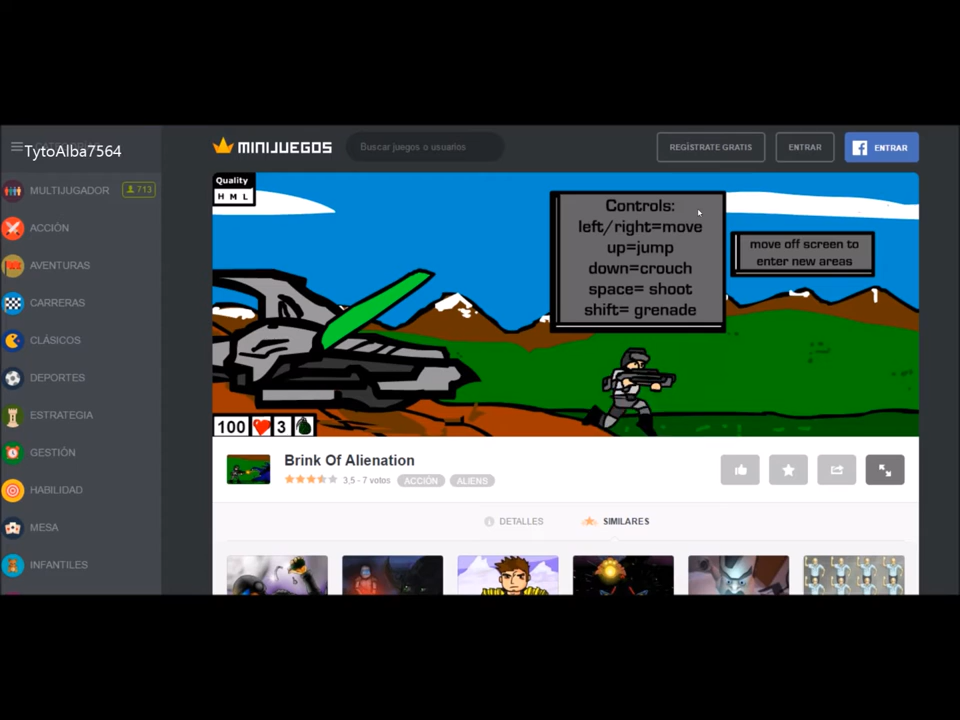 TytoAlba7564
MINIJUEGOS
Buscar juegos o usuarios
REGÍSTRATE GRATIS
ENTRAR
ENTRAR
MULTIJUGADOR
713
ACCIÓN
AVENTURAS
CARRERAS
CLÁSICOS
DEPORTES
ESTRATEGIA
GESTIÓN
HABILIDAD
MESA
INFANTILES
Quality
H M L
Controls:
left/right=move
up=jump
down=crouch
space= shoot
shift= grenade
move off screen to
enter new areas
100
3
Brink Of Alienation
3,5 - 7 votos
ACCIÓN
ALIENS
DETALLES
SIMILARES